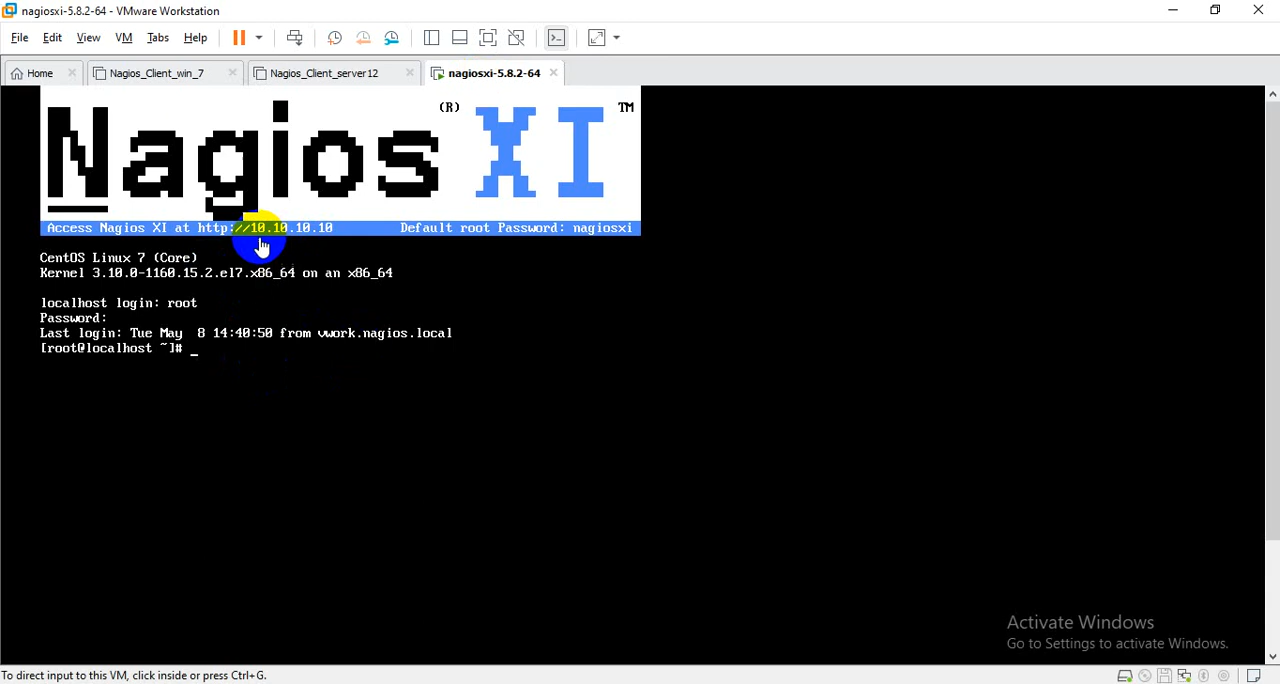 nagiosxi-5.8.2-64 - VMware Workstation
File Edit View VM Tabs Help
Home Nagios_Client_win_7 Nagios_Client_server12 nagiosxi-5.8.2-64
Nagios XI (R) TM
Access Nagios XI at http://10.10.10.10 Default root Password: nagiosxi
CentOS Linux 7 (Core)
Kernel 3.10.0-1160.15.2.el7.x86_64 on an x86_64
localhost login: root
Password:
Last login: Tue May  8 14:40:50 from vwork.nagios.local
[root@localhost ~]# _
Activate Windows
Go to Settings to activate Windows.
To direct input to this VM, click inside or press Ctrl+G.